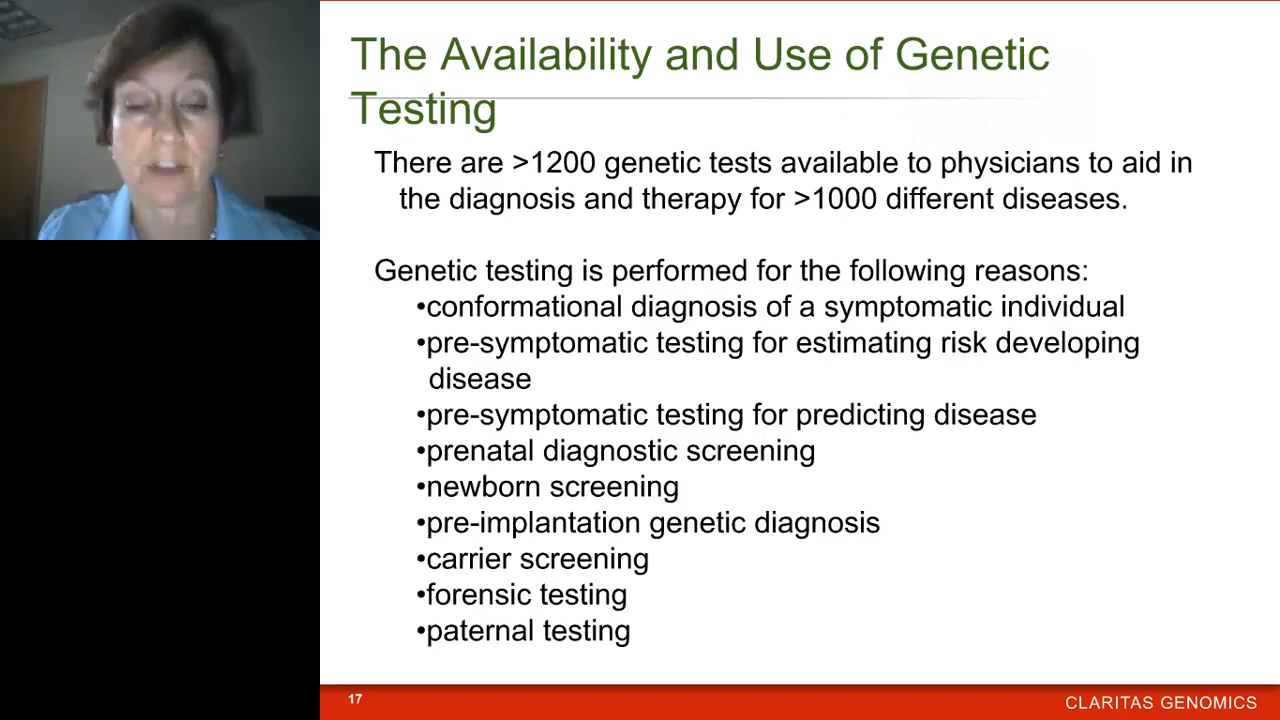 The Availability and Use of Genetic
Testing
There are >1200 genetic tests available to physicians to aid in
the diagnosis and therapy for >1000 different diseases.
Genetic testing is performed for the following reasons:
•conformational diagnosis of a symptomatic individual
•pre-symptomatic testing for estimating risk developing
disease
•pre-symptomatic testing for predicting disease
•prenatal diagnostic screening
•newborn screening
•pre-implantation genetic diagnosis
•carrier screening
•forensic testing
•paternal testing
17
CLARITAS GENOMICS